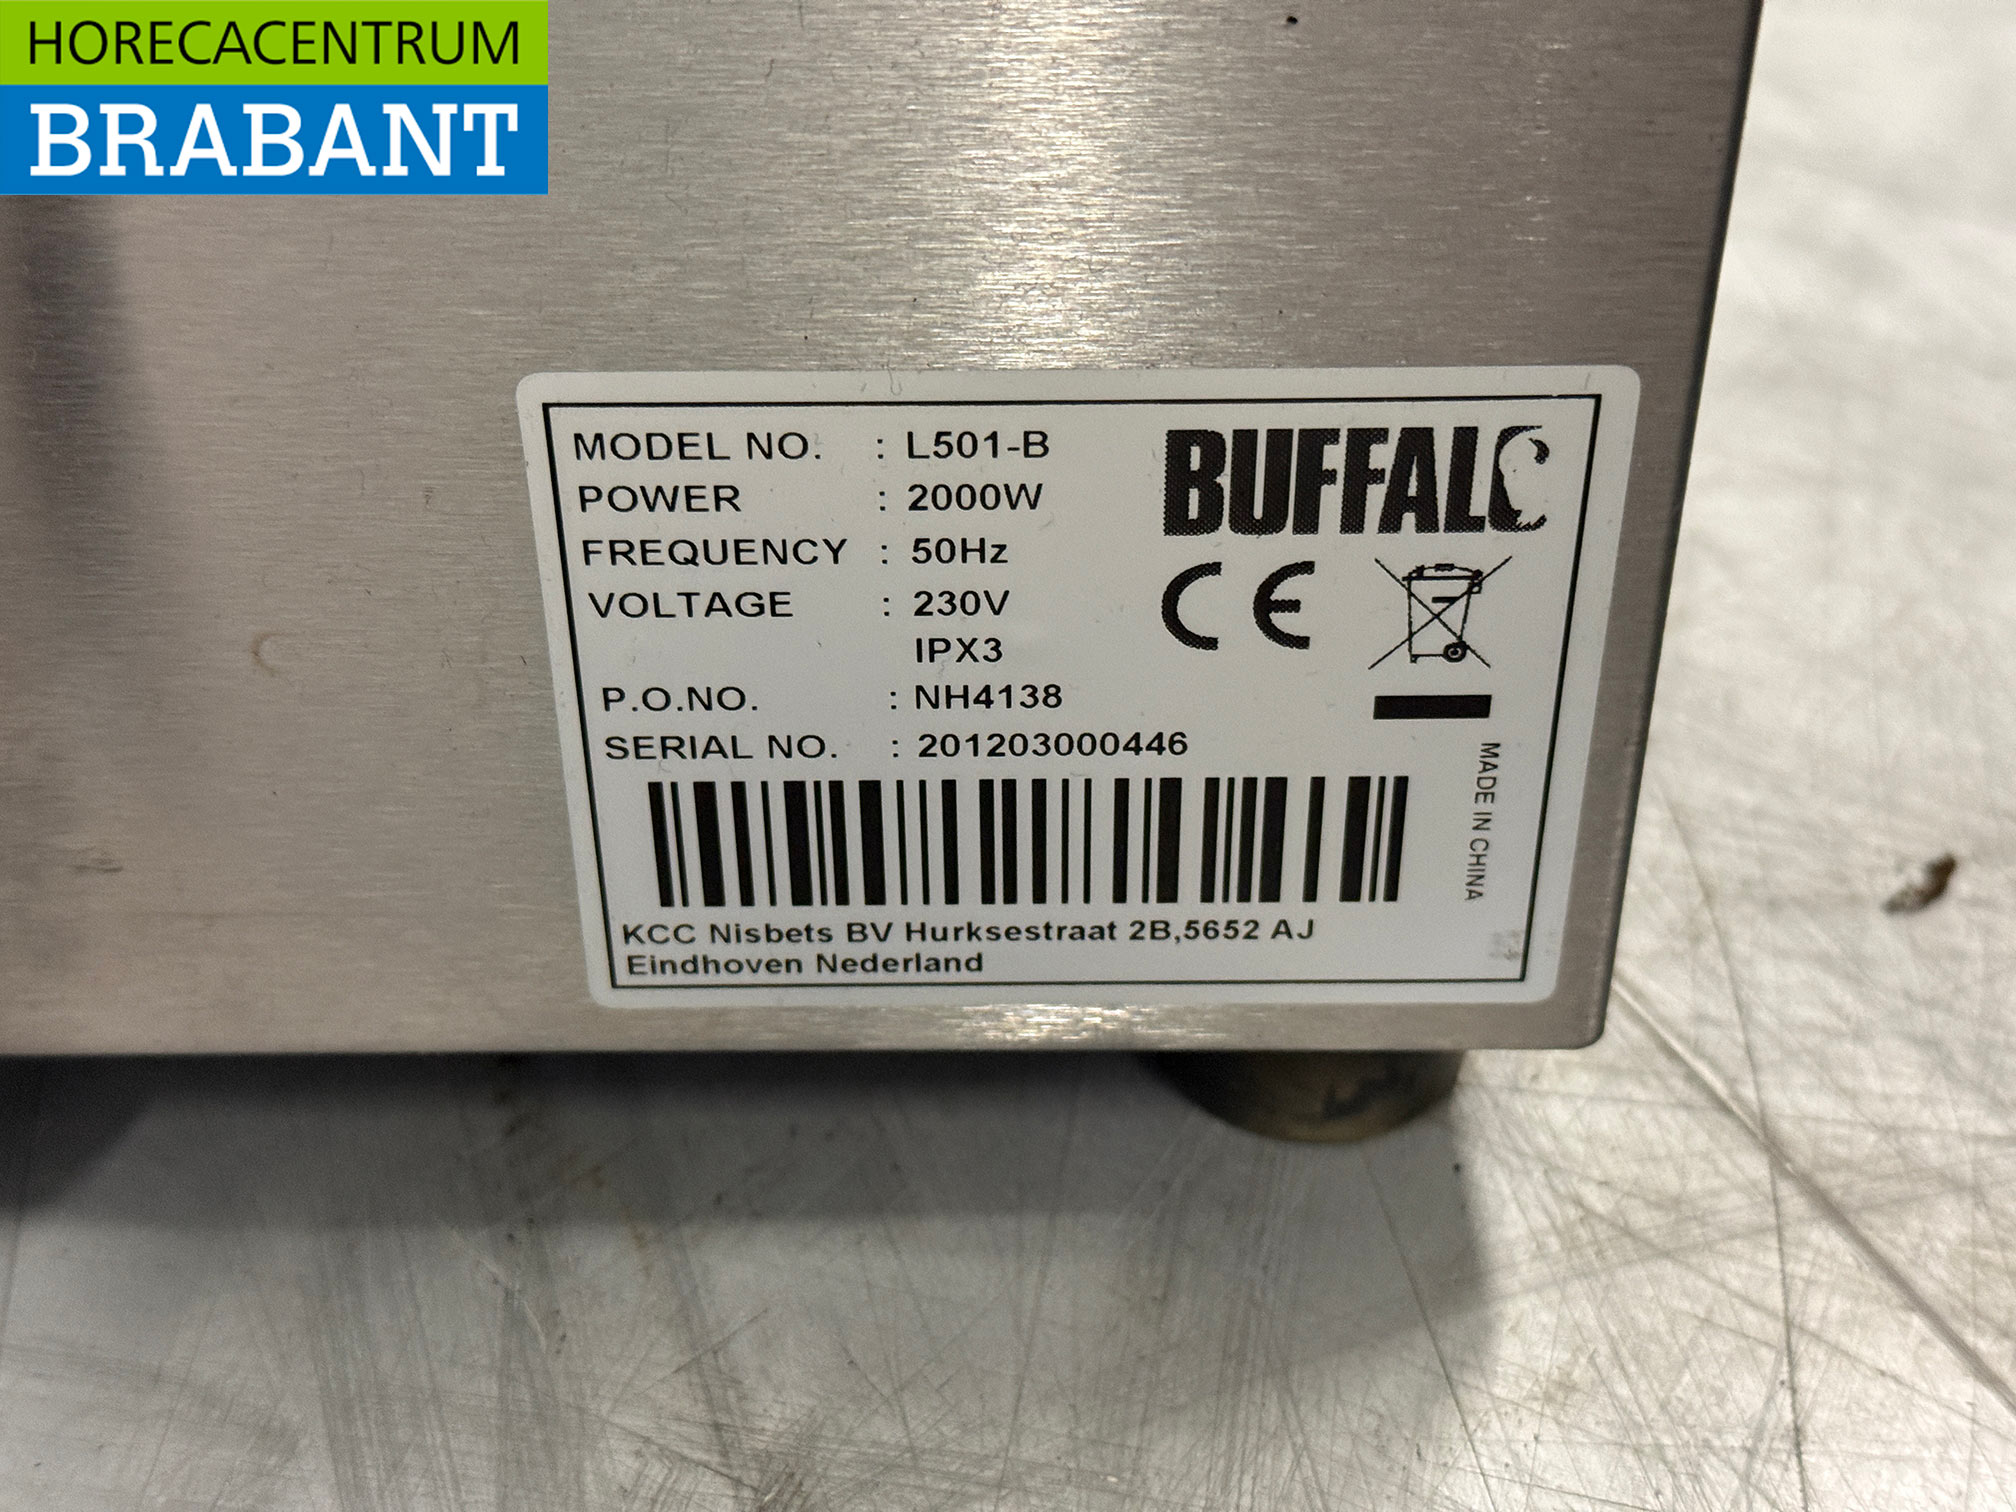 HORECACENTRUM
BRABANT
MODEL NO. : L501-B
POWER : 2000W
FREQUENCY : 50Hz
VOLTAGE : 230V
IPX3
P.O.NO. : NH4138
SERIAL NO. : 201203000446
BUFFALO
CE
MADE IN CHINA
KCC Nisbets BV Hurksestraat 2B,5652 AJ
Eindhoven Nederland